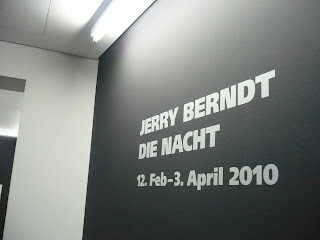 JERRY BERNDT
DIE NACHT
12. Feb–3. April 2010